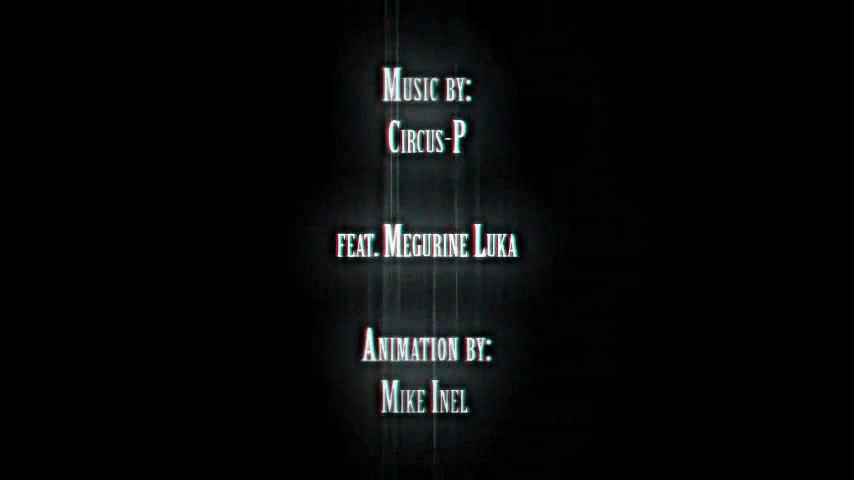 Music by:
Circus-P
feat. Megurine Luka
Animation by:
Mike Inel